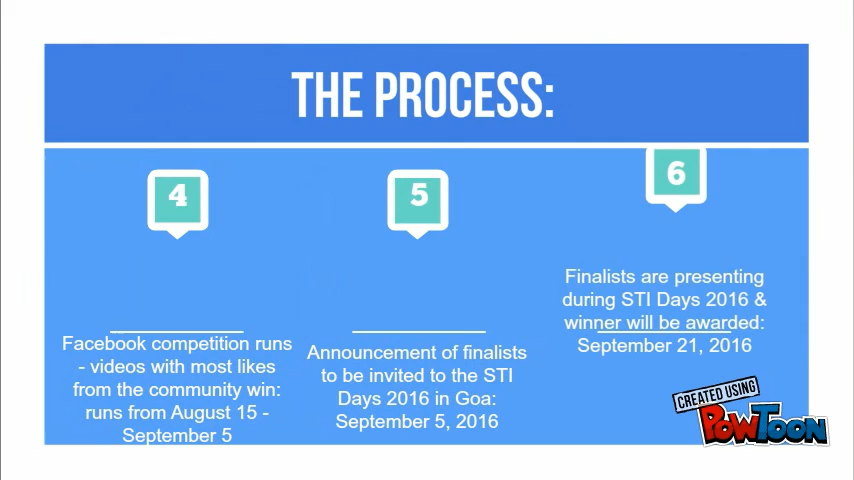 THE PROCESS:
4
Facebook competition runs
- videos with most likes
from the community win:
runs from August 15 -
September 5
5
Announcement of finalists
to be invited to the STI
Days 2016 in Goa:
September 5, 2016
6
Finalists are presenting
during STI Days 2016 &
winner will be awarded:
September 21, 2016
CREATED USING
POWTOON